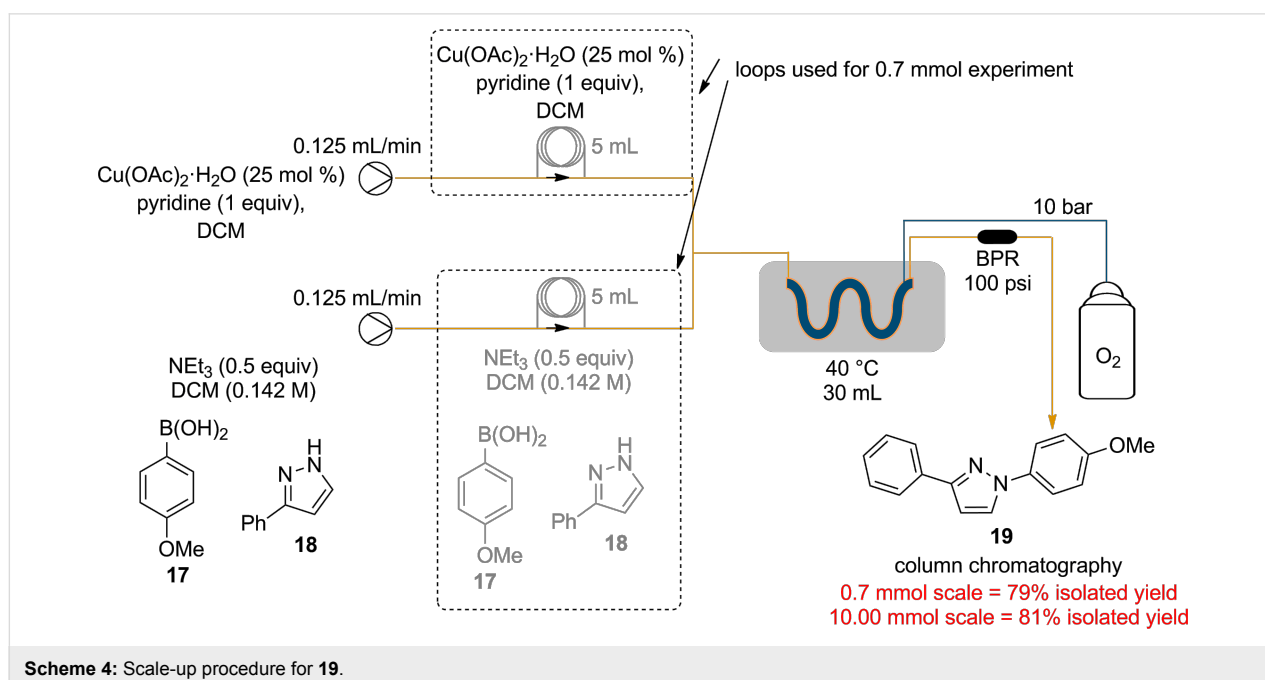 Cu(OAc)₂·H₂O (25 mol %)
pyridine (1 equiv),
DCM
5 mL
loops used for 0.7 mmol experiment
0.125 mL/min
Cu(OAc)₂·H₂O (25 mol %)
pyridine (1 equiv),
DCM
10 bar
BPR
100 psi
0.125 mL/min
5 mL
NEt₃ (0.5 equiv)
DCM (0.142 M)
NEt₃ (0.5 equiv)
DCM (0.142 M)
40 °C
30 mL
O₂
B(OH)₂
OMe
17
H
N
N
Ph
18
B(OH)₂
OMe
17
H
N
N
Ph
18
N
N
OMe
19
column chromatography
0.7 mmol scale = 79% isolated yield
10.00 mmol scale = 81% isolated yield
Scheme 4: Scale-up procedure for 19.